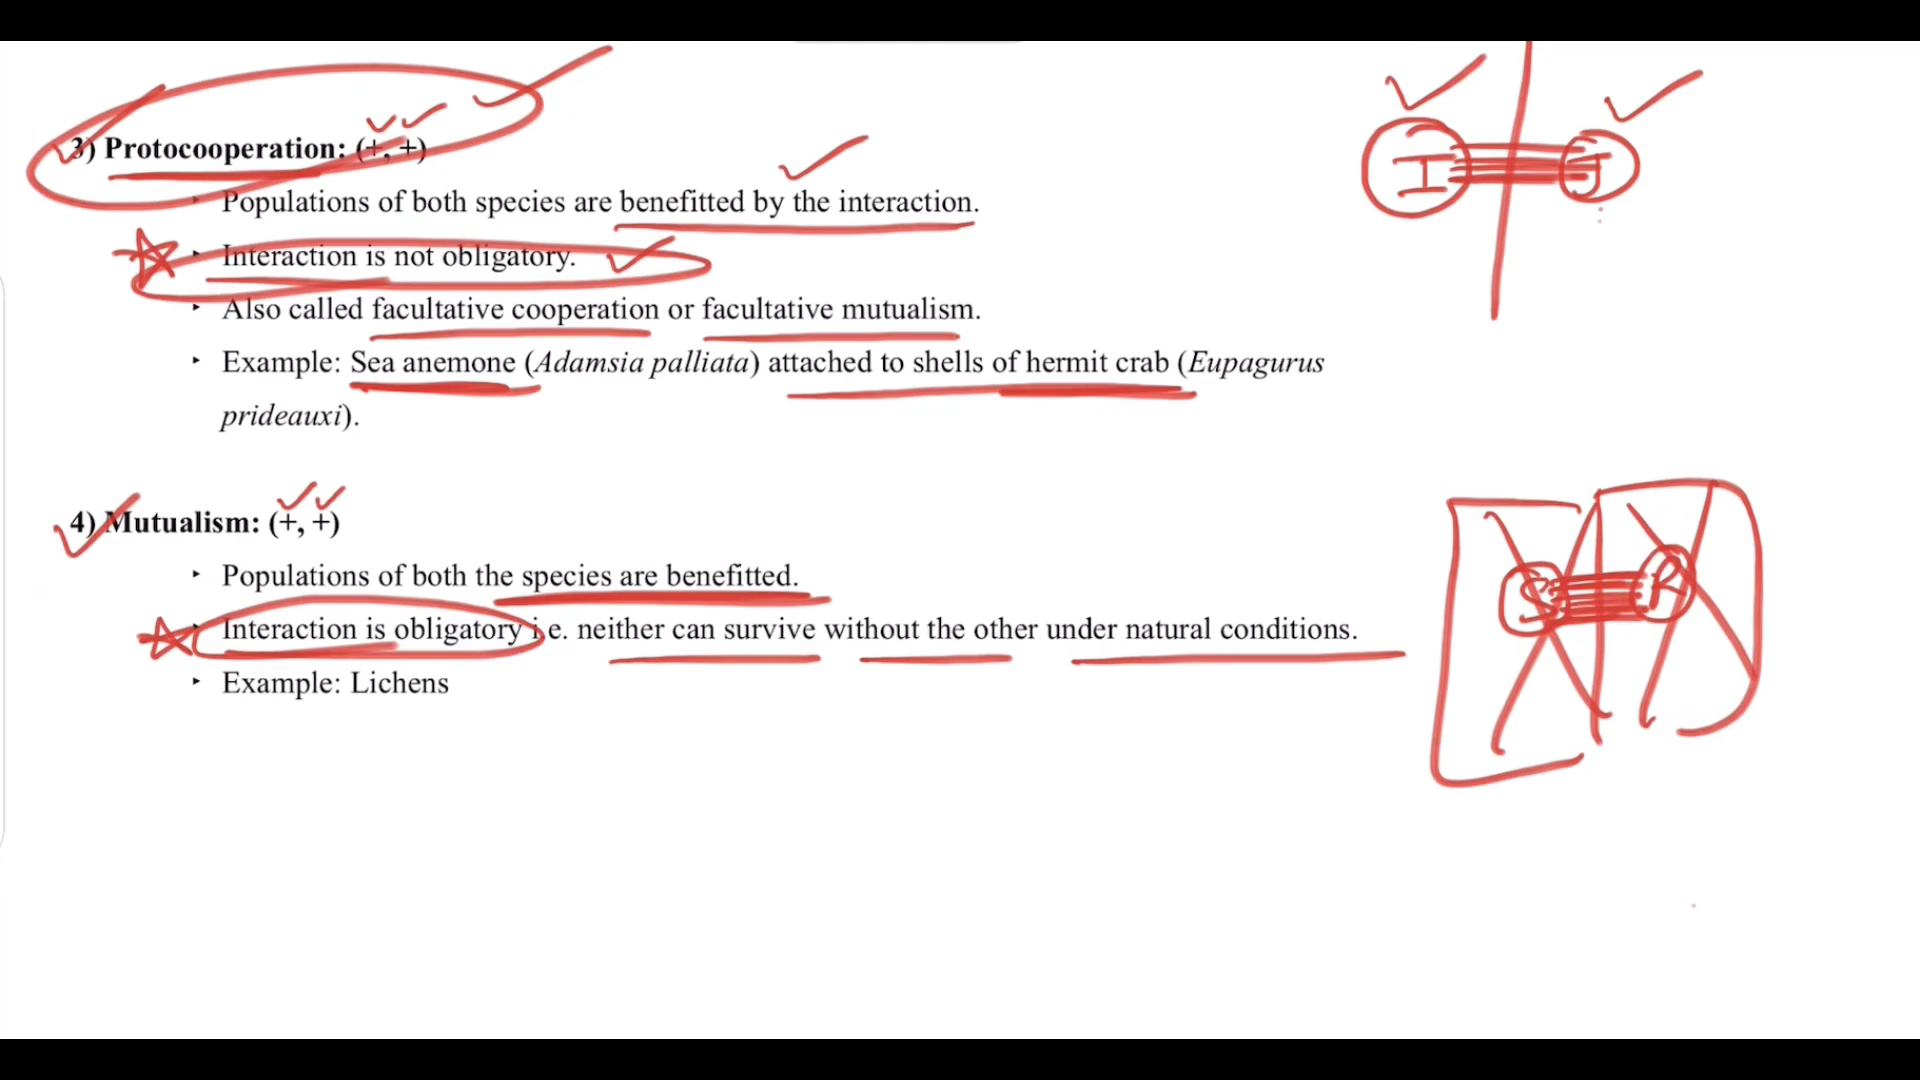 3) Protocooperation: (+, +)
‣ Populations of both species are benefitted by the interaction.
‣ Interaction is not obligatory.
‣ Also called facultative cooperation or facultative mutualism.
‣ Example: Sea anemone (Adamsia palliata) attached to shells of hermit crab (Eupagurus
prideauxi).
I J
4) Mutualism: (+, +)
‣ Populations of both the species are benefitted.
‣ Interaction is obligatory i.e. neither can survive without the other under natural conditions.
‣ Example: Lichens
S R